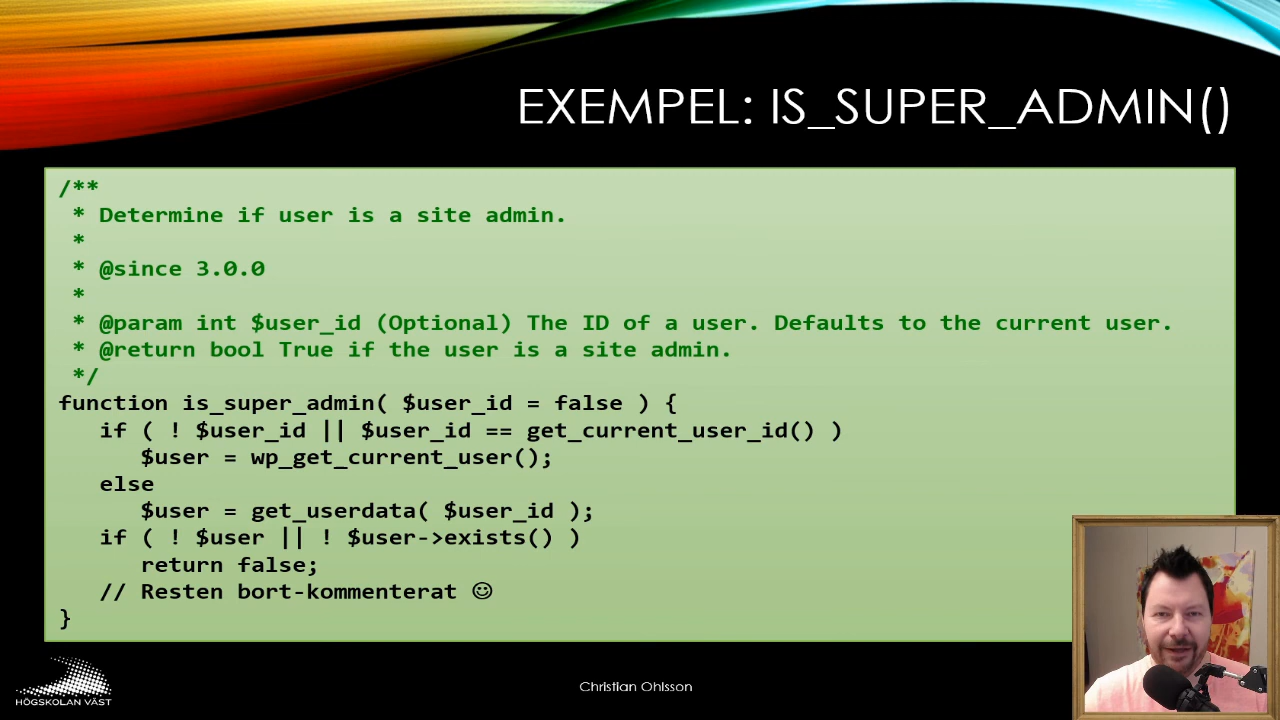 EXEMPEL: IS_SUPER_ADMIN()
/**
 * Determine if user is a site admin.
 *
 * @since 3.0.0
 *
 * @param int $user_id (Optional) The ID of a user. Defaults to the current user.
 * @return bool True if the user is a site admin.
 */
function is_super_admin( $user_id = false ) {
   if ( ! $user_id || $user_id == get_current_user_id() )
      $user = wp_get_current_user();
   else
      $user = get_userdata( $user_id );
   if ( ! $user || ! $user->exists() )
      return false;
   // Resten bort-kommenterat ☺
}
HÖGSKOLAN VÄST
Christian Ohlsson